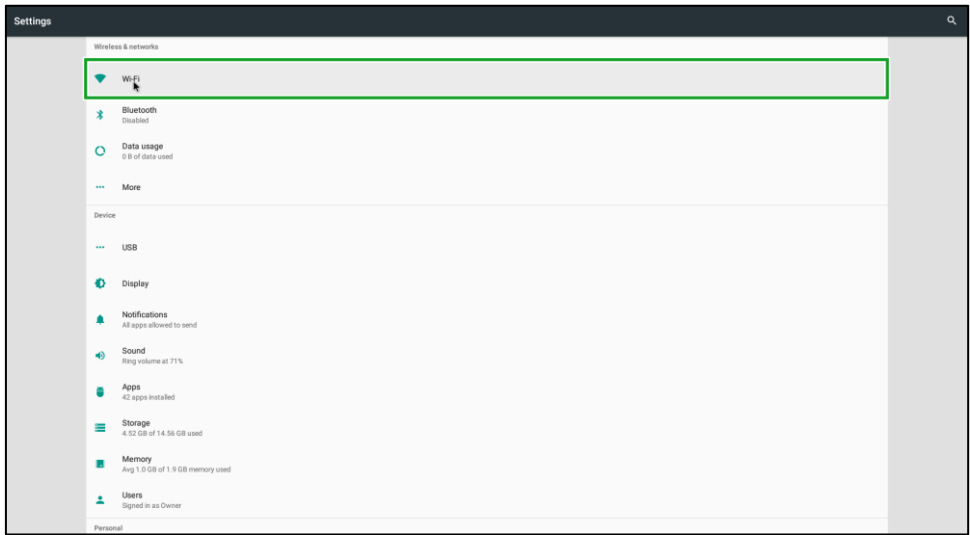 Settings
Wireless & networks
Wi-Fi
Bluetooth
Disabled
Data usage
0 B of data used
More
Device
USB
Display
Notifications
All apps allowed to send
Sound
Ring volume at 71%
Apps
42 apps installed
Storage
4.52 GB of 14.56 GB used
Memory
Avg 1.0 GB of 1.9 GB memory used
Users
Signed in as Owner
Personal